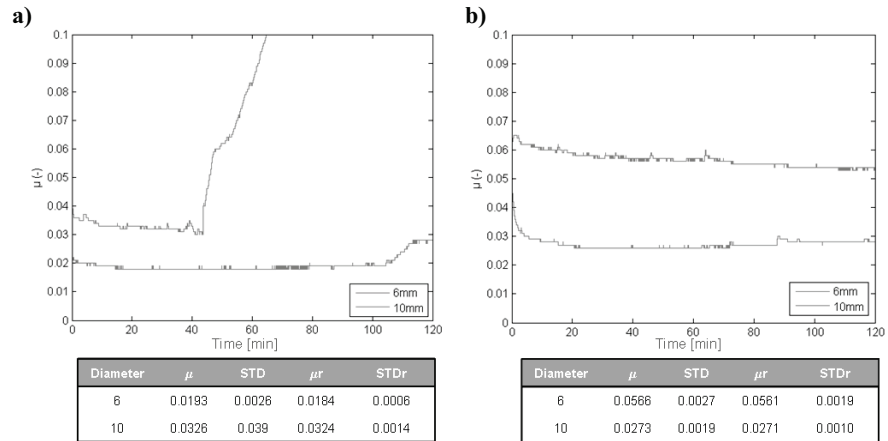 a)
0.1
0.09
0.08
0.07
0.06
0.05
0.04
0.03
0.02
0.01
0
μ (-)
0 20 40 60 80 100 120
Time [min]
6mm
10mm
Diameter μ STD μr STDr
6 0.0193 0.0026 0.0184 0.0006
10 0.0326 0.039 0.0324 0.0014
b)
0.1
0.09
0.08
0.07
0.06
0.05
0.04
0.03
0.02
0.01
0
μ (-)
0 20 40 60 80 100 120
Time [min]
6mm
10mm
Diameter μ STD μr STDr
6 0.0566 0.0027 0.0561 0.0019
10 0.0273 0.0019 0.0271 0.0010